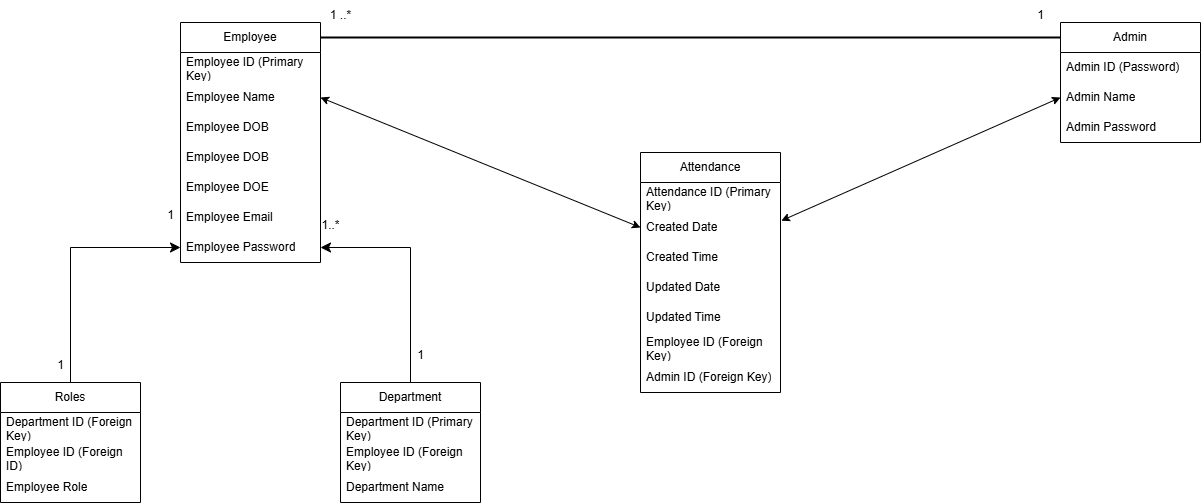 1 ..*
1
Employee
Employee ID (Primary
Key)
Employee Name
Employee DOB
Employee DOB
Employee DOE
Employee Email
Employee Password
Admin
Admin ID (Password)
Admin Name
Admin Password
Attendance
Attendance ID (Primary
Key)
Created Date
Created Time
Updated Date
Updated Time
Employee ID (Foreign
Key)
Admin ID (Foreign Key)
1
1..*
1
1
Roles
Department ID (Foreign
Key)
Employee ID (Foreign
ID)
Employee Role
Department
Department ID (Primary
Key)
Employee ID (Foreign
Key)
Department Name